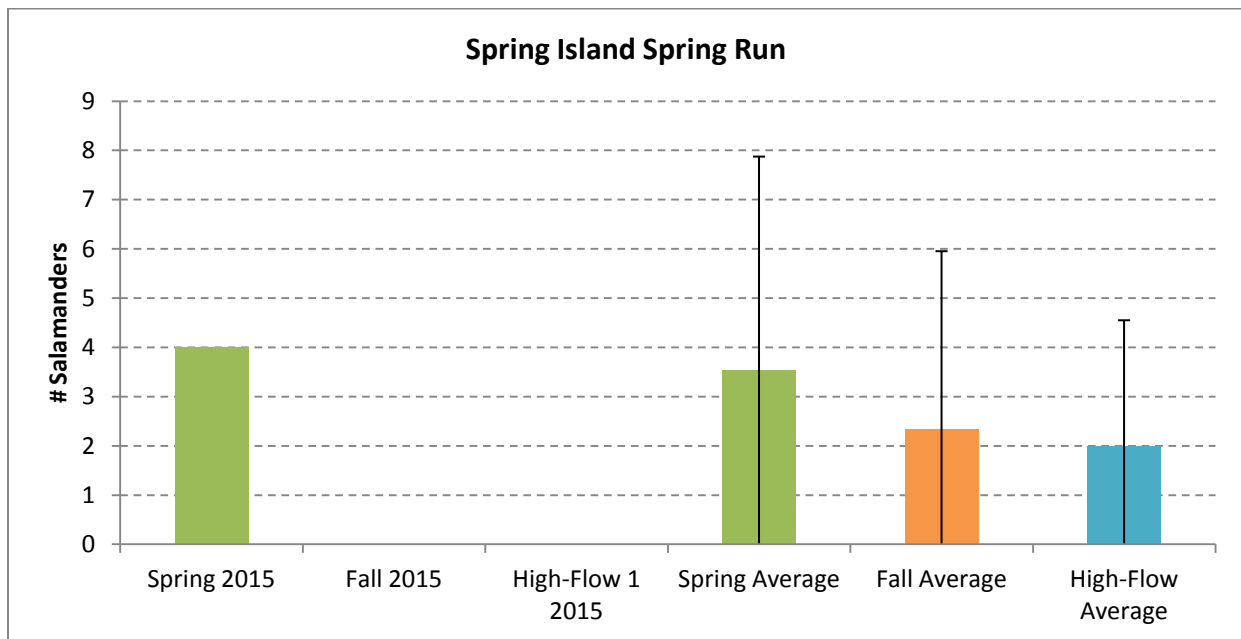 Spring Island Spring Run
# Salamanders
9
8
7
6
5
4
3
2
1
0
Spring 2015
Fall 2015
High-Flow 1
2015
Spring Average
Fall Average
High-Flow
Average